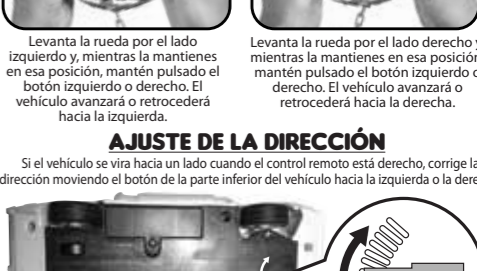 Levanta la rueda por el lado
izquierdo y, mientras la mantienes
en esa posición, mantén pulsado el
botón izquierdo o derecho. El
vehículo avanzará o retrocederá
hacia la izquierda.
Levanta la rueda por el lado derecho y
mientras la mantienes en esa posición
mantén pulsado el botón izquierdo o
derecho. El vehículo avanzará o
retrocederá hacia la derecha.
AJUSTE DE LA DIRECCIÓN
Si el vehículo se vira hacia un lado cuando el control remoto está derecho, corrige la
dirección moviendo el botón de la parte inferior del vehículo hacia la izquierda o la